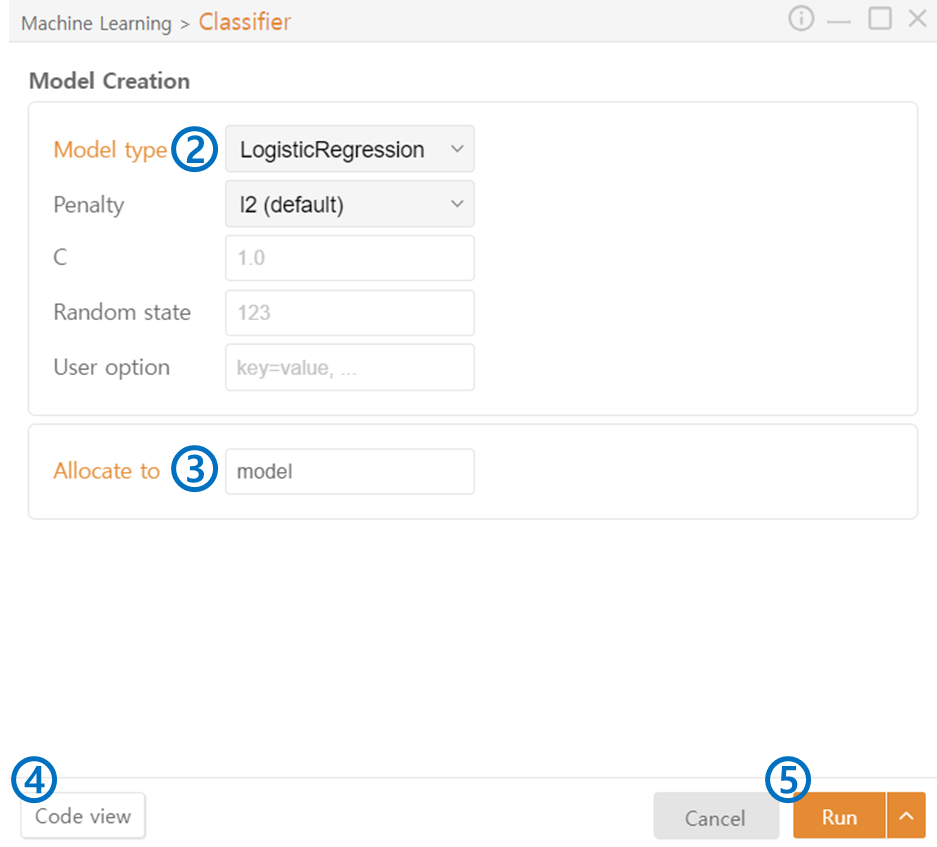 Machine Learning > Classifier
Model Creation
Model type ② LogisticRegression
Penalty l2 (default)
C 1.0
Random state 123
User option key=value, ...
Allocate to ③ model
④
Code view
Cancel
⑤
Run